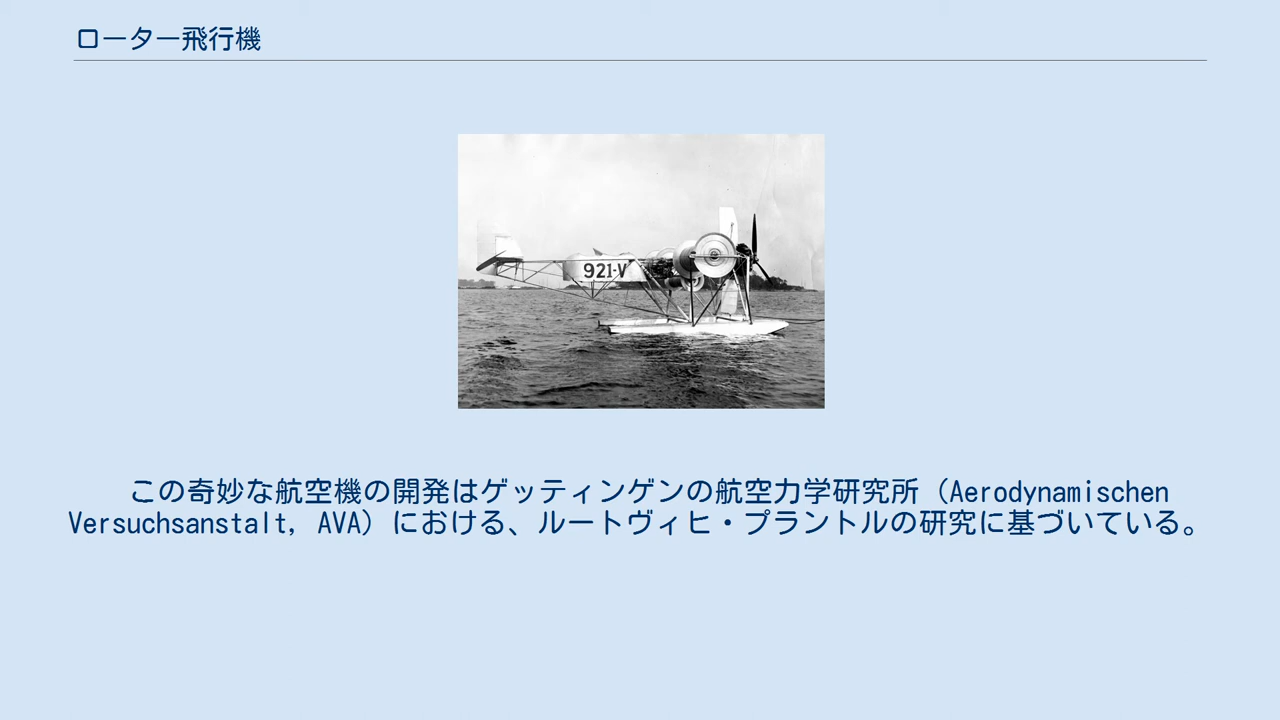 ローター飛行機
921-V
この奇妙な航空機の開発はゲッティンゲンの航空力学研究所（Aerodynamischen
Versuchsanstalt, AVA）における、ルートヴィヒ・プラントルの研究に基づいている。